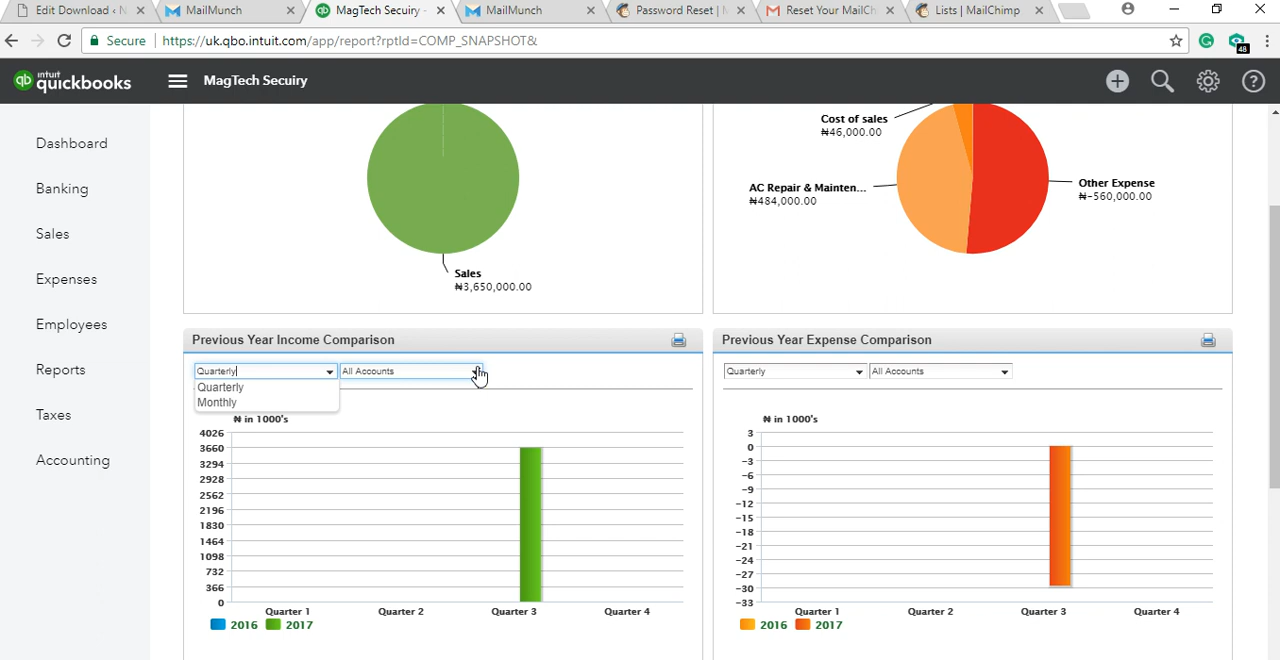 Edit Download ‹ N
MailMunch
MagTech Secuiry -
MailMunch
Password Reset | M
Reset Your MailCh
Lists | MailChimp
Secure
https://uk.qbo.intuit.com/app/report?rptId=COMP_SNAPSHOT&
48
qb intuit quickbooks
MagTech Secuiry
Dashboard
Banking
Sales
Expenses
Employees
Reports
Taxes
Accounting
Sales
₦3,650,000.00
Cost of sales
₦46,000.00
AC Repair & Mainten...
₦484,000.00
Other Expense
₦-560,000.00
Previous Year Income Comparison
Quarterly
All Accounts
Quarterly
Monthly
₦ in 1000's
4026
3660
3294
2928
2562
2196
1830
1464
1098
732
366
0
Quarter 1 Quarter 2 Quarter 3 Quarter 4
2016 2017
Previous Year Expense Comparison
Quarterly
All Accounts
₦ in 1000's
3
0
-3
-6
-9
-12
-15
-18
-21
-24
-27
-30
-33
Quarter 1 Quarter 2 Quarter 3 Quarter 4
2016 2017